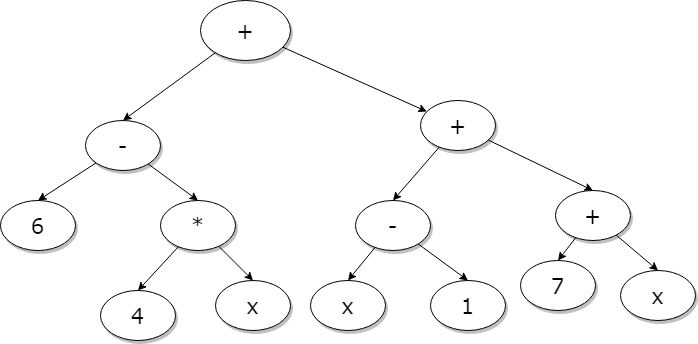 +
- +
6 * - +
4 x x 1 7 x